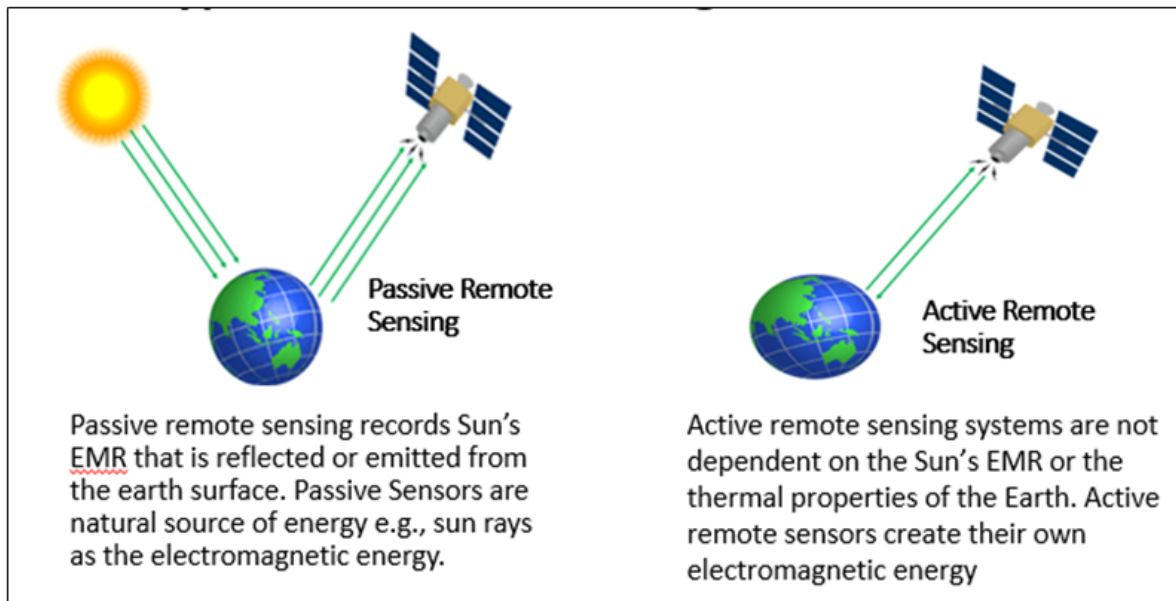 Passive Remote
Sensing
Passive remote sensing records Sun's
EMR that is reflected or emitted from
the earth surface. Passive Sensors are
natural source of energy e.g., sun rays
as the electromagnetic energy.
Active Remote
Sensing
Active remote sensing systems are not
dependent on the Sun's EMR or the
thermal properties of the Earth. Active
remote sensors create their own
electromagnetic energy